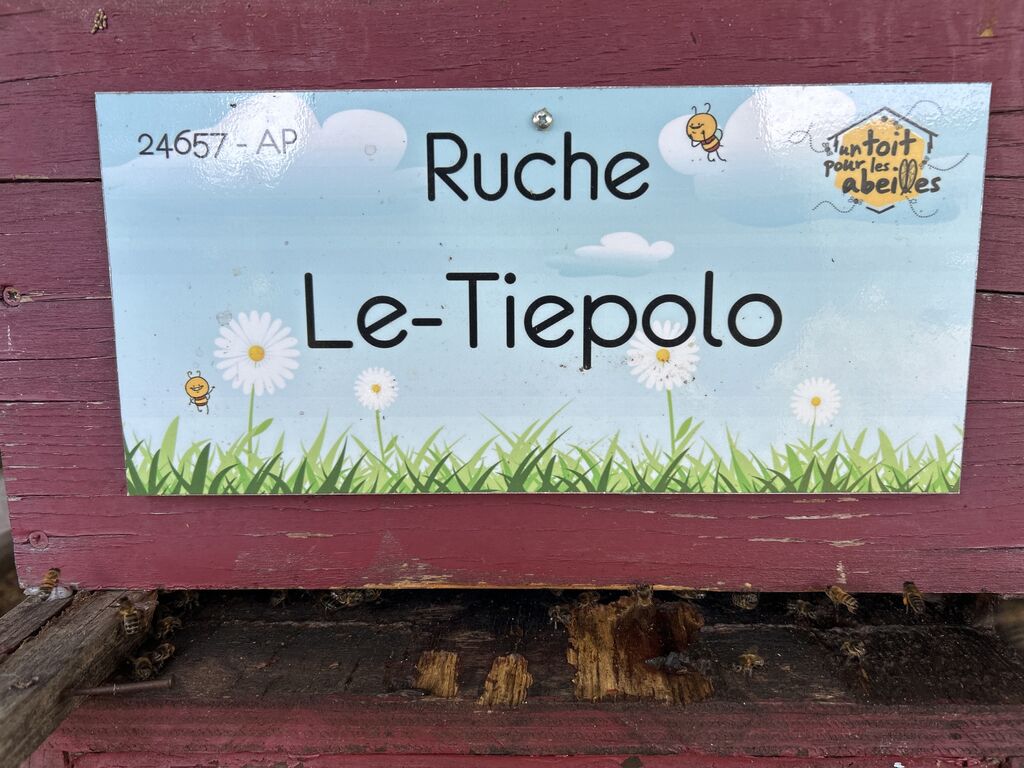 24657 - AP
Ruche
un toit
pour les
abeilles
Le-Tiepolo